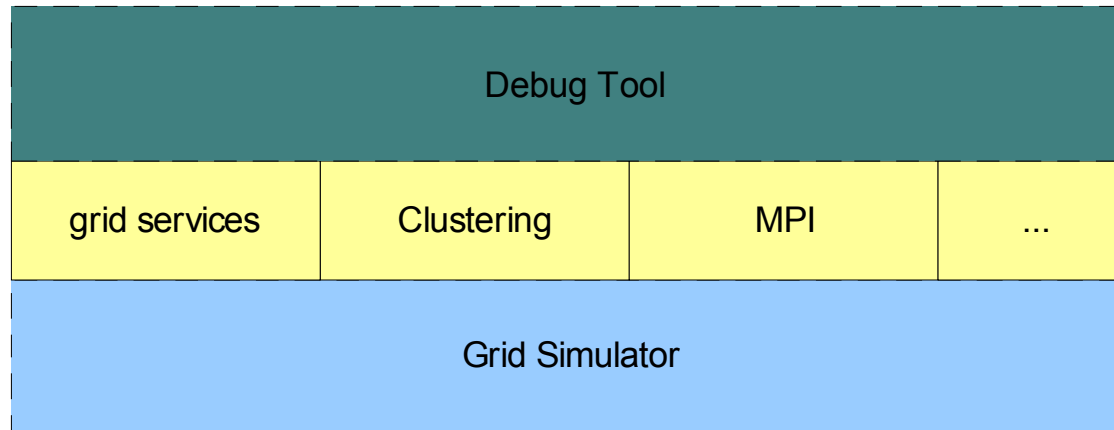 Debug Tool
grid services
Clustering
MPI
...
Grid Simulator